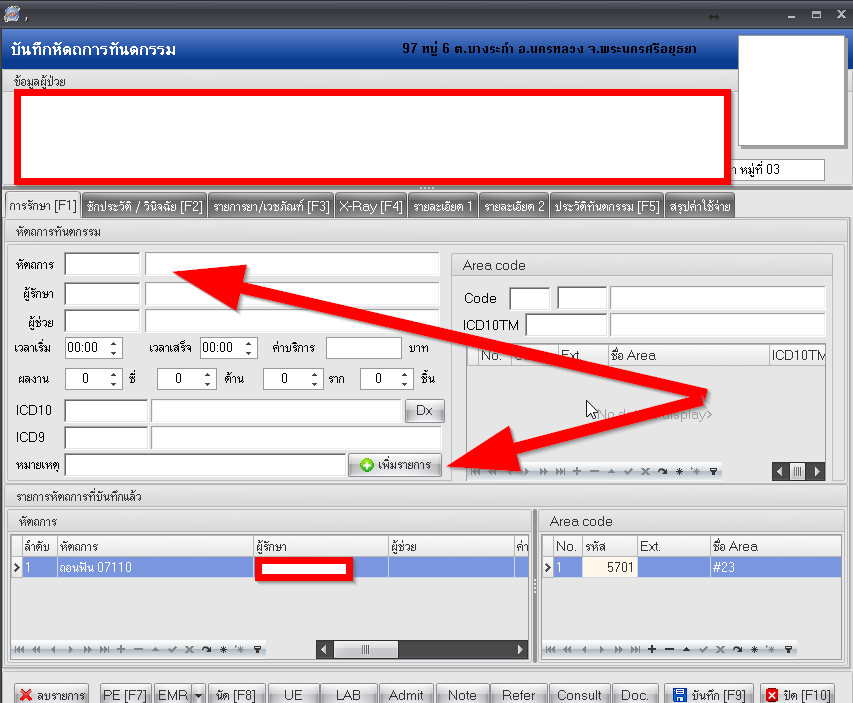 บันทึกหัตถการทันตกรรม
97 หมู่ 6 ต.บางระกำ อ.นครหลวง จ.พระนครศรีอยุธยา
ข้อมูลผู้ป่วย
หมู่ที่ 03
การรักษา [F1] ซักประวัติ / วินิจฉัย [F2] รายการยา/เวชภัณฑ์ [F3] X-Ray [F4] รายละเอียด 1 รายละเอียด 2 ประวัติทันตกรรม [F5] สรุปค่าใช้จ่าย
หัตถการทันตกรรม
หัตถการ
ผู้รักษา
ผู้ช่วย
เวลาเริ่ม 00:00 เวลาเสร็จ 00:00 ค่าบริการ บาท
ผลงาน 0 ซี่ 0 ด้าน 0 ราก 0 ชิ้น
ICD10 Dx
ICD9
หมายเหตุ เพิ่มรายการ
Area code
Code
ICD10TM
No. Ext. ชื่อ Area ICD10TM
display>
รายการหัตถการที่บันทึกแล้ว
หัตถการ
ลำดับ หัตถการ ผู้รักษา ผู้ช่วย ค่า
1 ถอนฟัน 07110
Area code
No. รหัส Ext. ชื่อ Area
1 5701 #23
ลบรายการ PE [F7] EMR นัด [F8] UE LAB Admit Note Refer Consult Doc. บันทึก [F9] ปิด [F10]